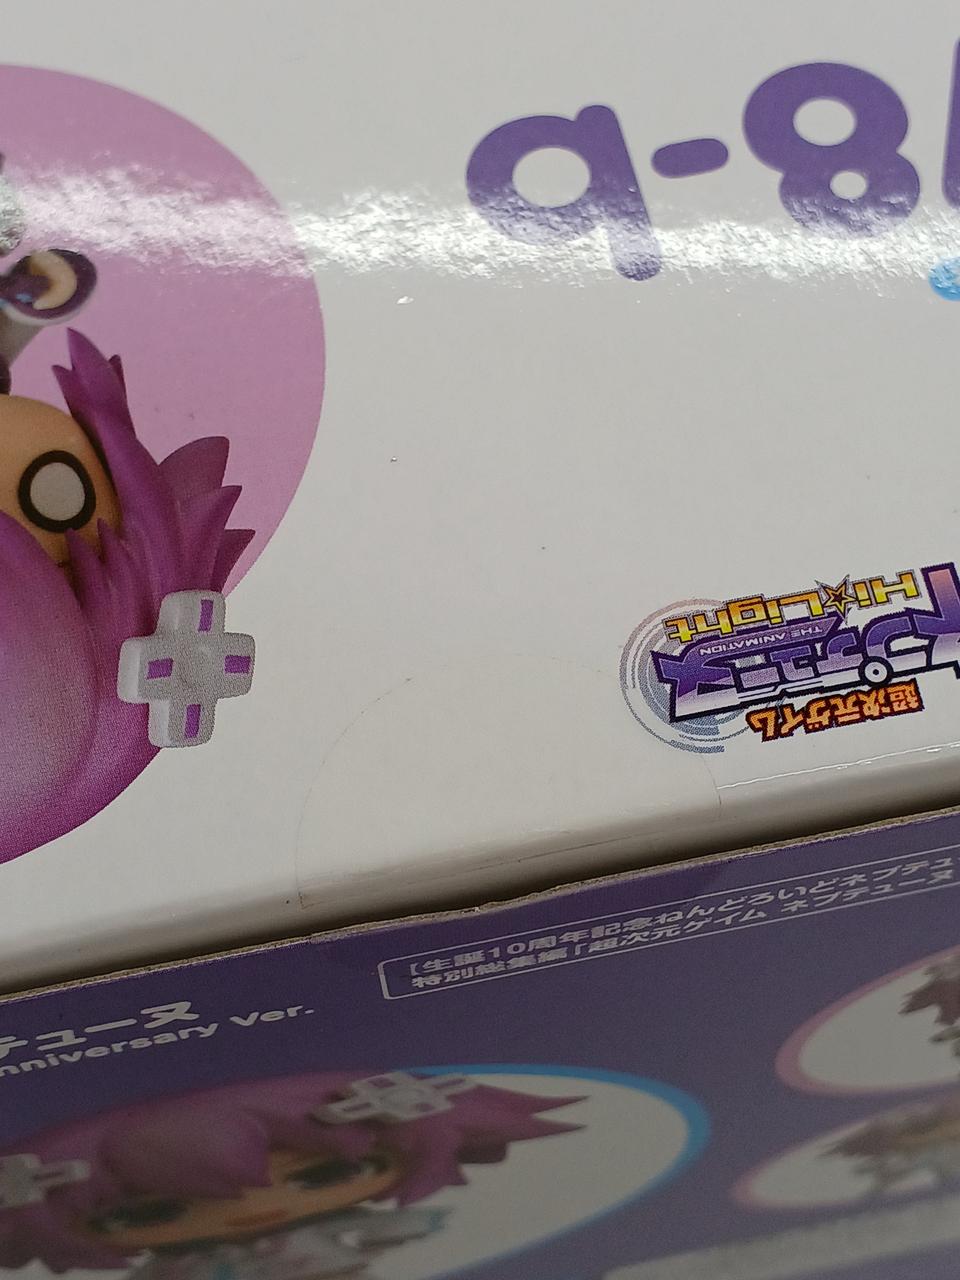 8-b
超次元ゲイム
ネプテューヌ
THE ANIMATION
Hi☆Light
[生誕10周年記念ねんどろいどネプテュ
特別総集編「超次元ゲイム ネプテューヌ
テューヌ
nniversary Ver.